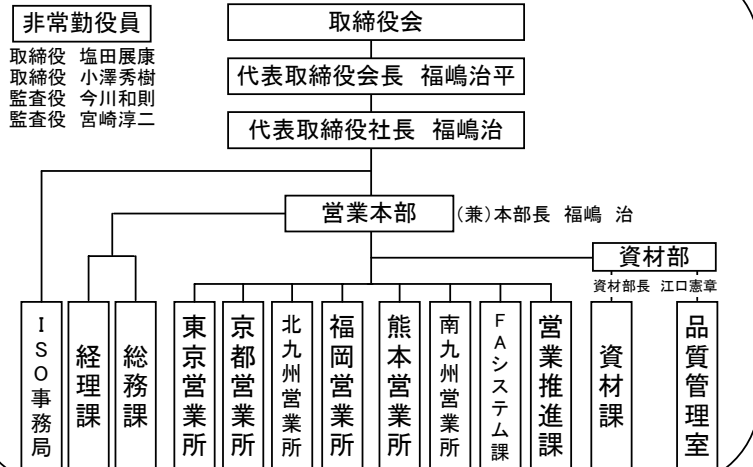 非常勤役員
取締役 塩田展康
取締役 小澤秀樹
監査役 今川和則
監査役 宮崎淳二
取締役会
代表取締役会長 福嶋治平
代表取締役社長 福嶋治
営業本部
(兼)本部長 福嶋 治
資材部
資材部長 江口憲章
ISO事務局
経理課
総務課
東京営業所
京都営業所
北九州営業所
福岡営業所
熊本営業所
南九州営業所
FAシステム課
営業推進課
資材課
品質管理室